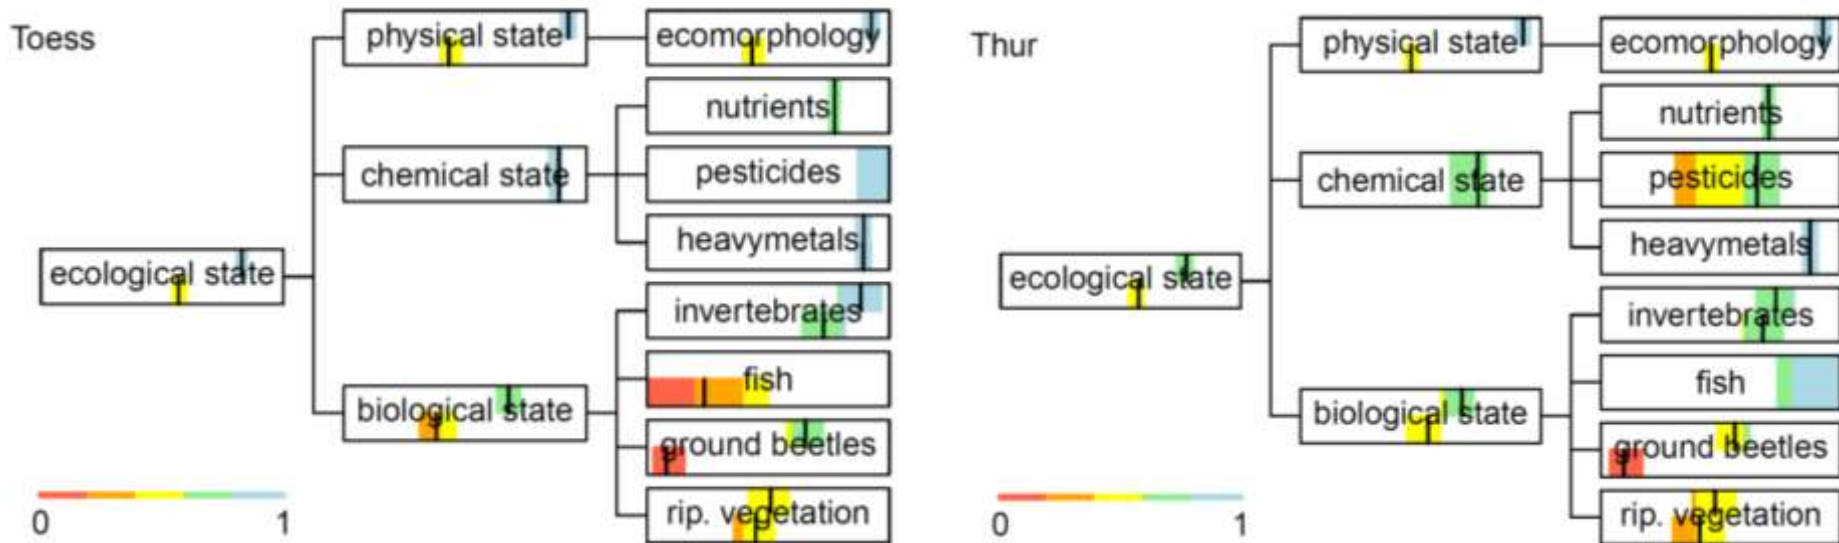 Toess
physical state
ecomorphology
nutrients
chemical state
pesticides
heavymetals
ecological state
invertebrates
fish
biological state
ground beetles
rip. vegetation
0 1
Thur
physical state
ecomorphology
nutrients
chemical state
pesticides
heavymetals
ecological state
invertebrates
fish
biological state
ground beetles
rip. vegetation
0 1